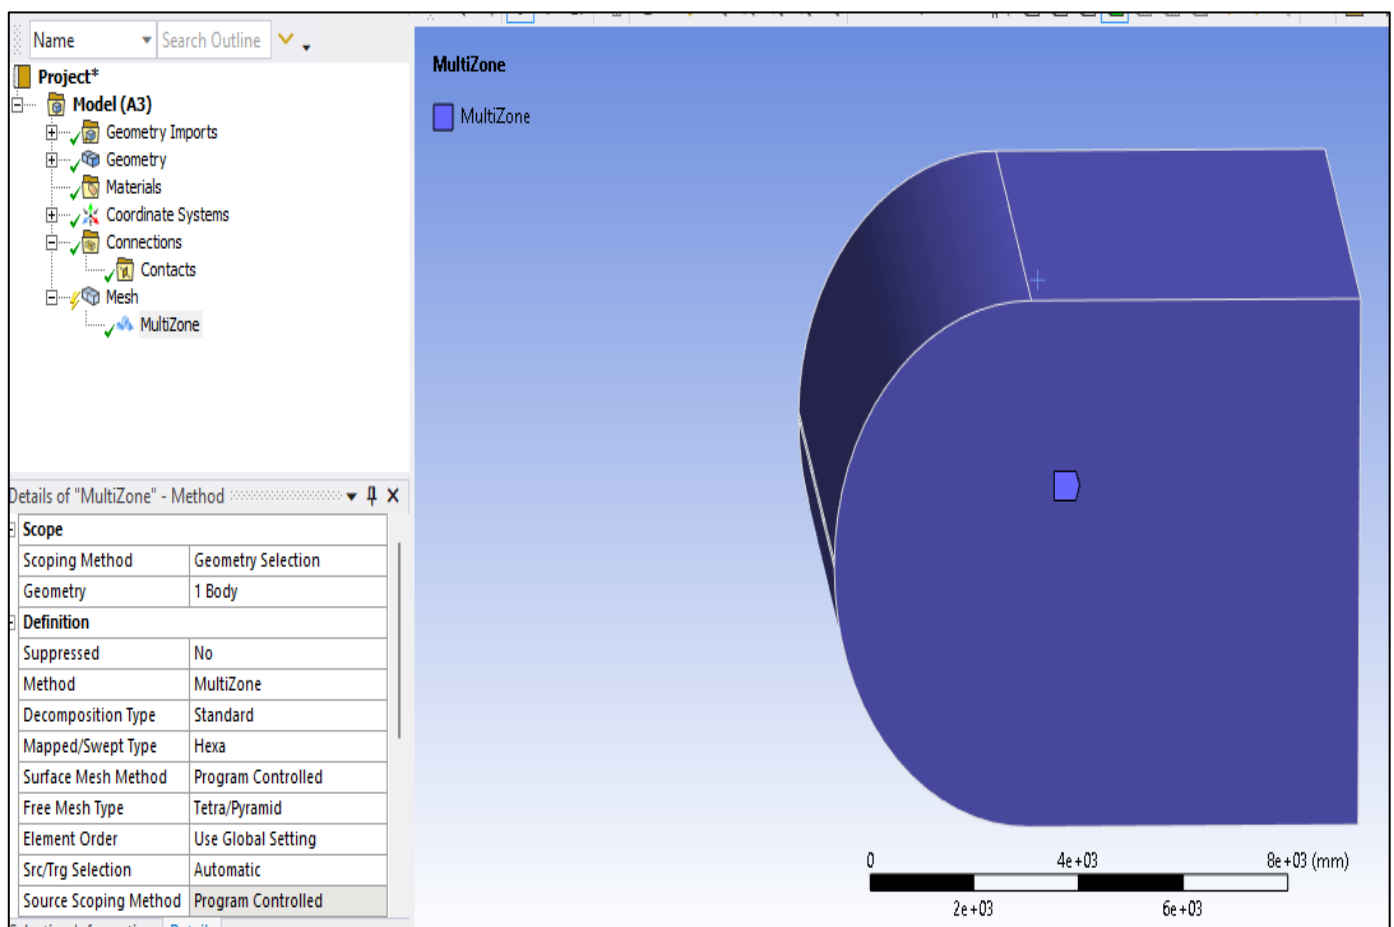 Name Search Outline
Project*
Model (A3)
Geometry Imports
Geometry
Materials
Coordinate Systems
Connections
Contacts
Mesh
MultiZone
Details of "MultiZone" - Method
Scope
Scoping Method Geometry Selection
Geometry 1 Body
Definition
Suppressed No
Method MultiZone
Decomposition Type Standard
Mapped/Swept Type Hexa
Surface Mesh Method Program Controlled
Free Mesh Type Tetra/Pyramid
Element Order Use Global Setting
Src/Trg Selection Automatic
Source Scoping Method Program Controlled
MultiZone
MultiZone
0 4e+03 8e+03 (mm)
2e+03 6e+03